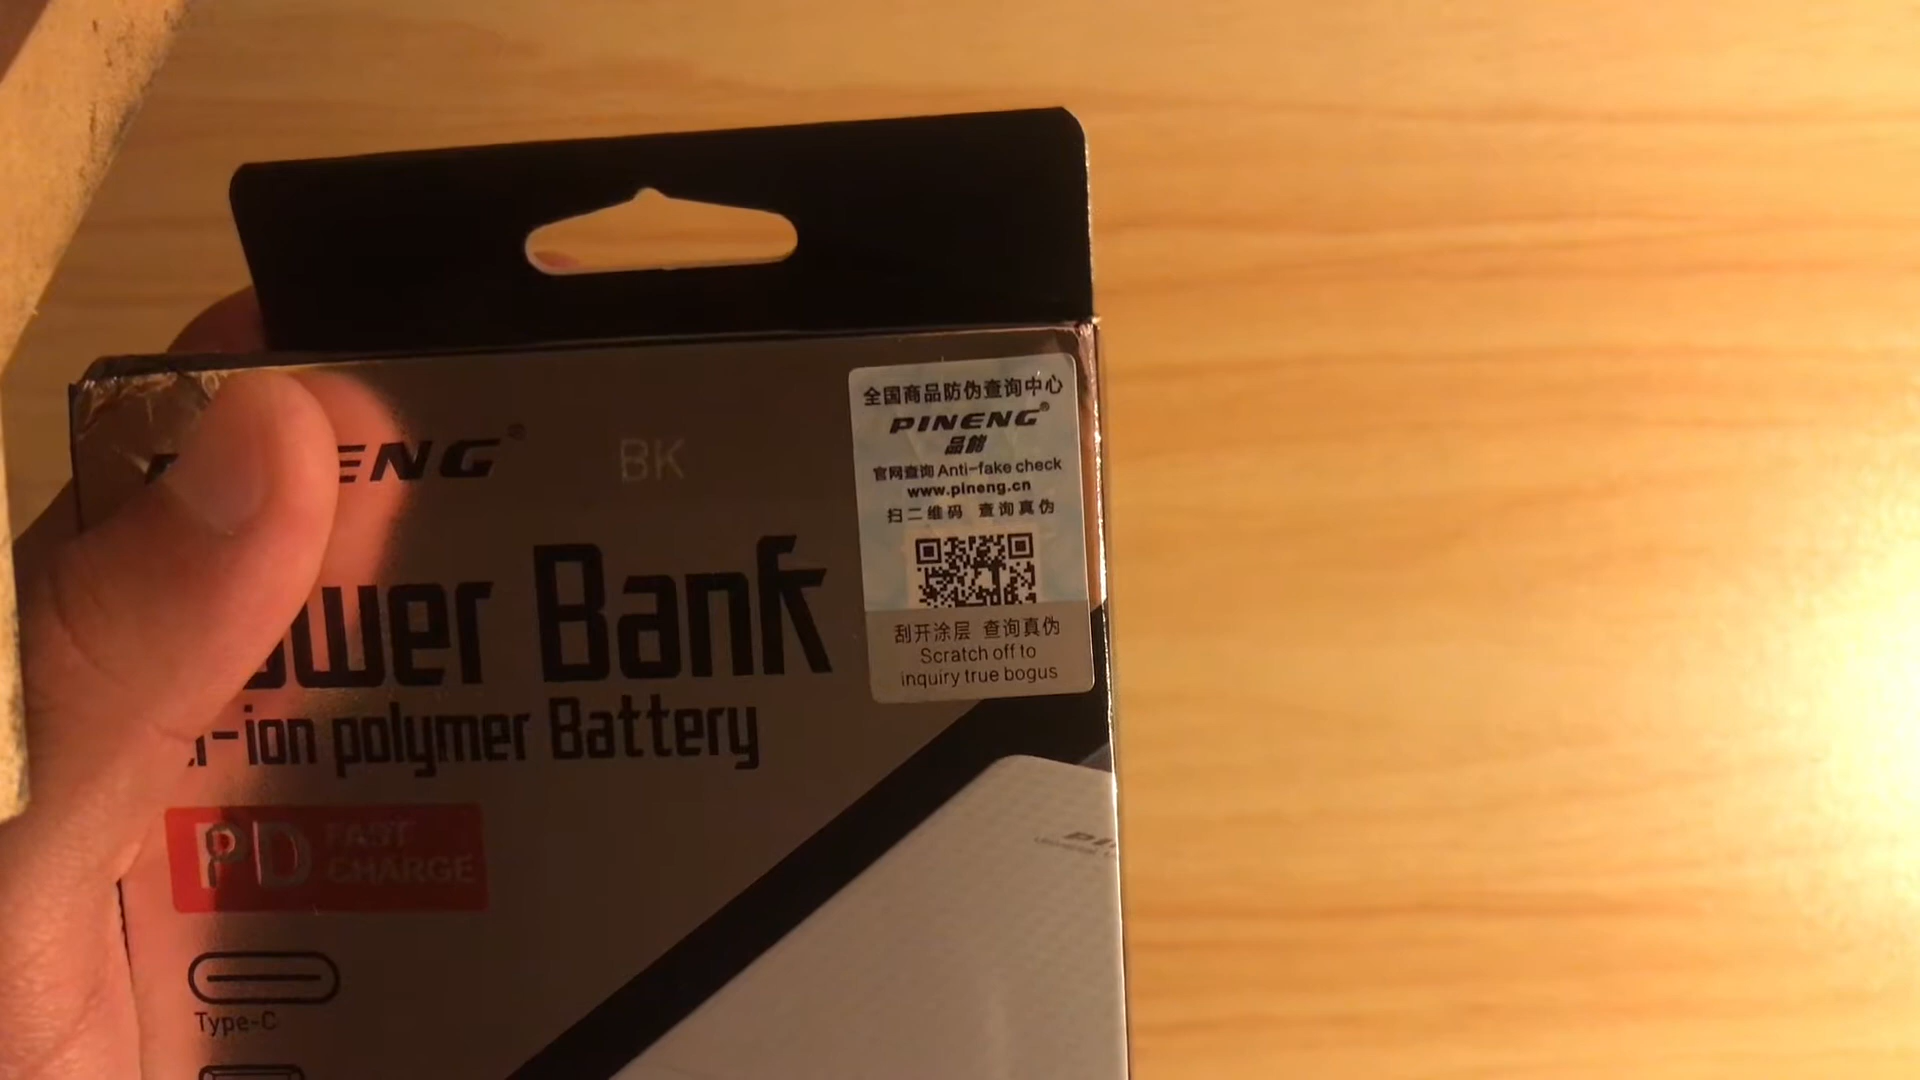 ENG®
BK
全国商品防伪查询中心
PINENG®
品能
官网查询 Anti-fake check
www.pineng.cn
扫二维码 查询真伪
刮开涂层 查询真伪
Scratch off to
inquiry true bogus
ower Bank
-ion polymer Battery
PD FAST
CHARGE
Type-C